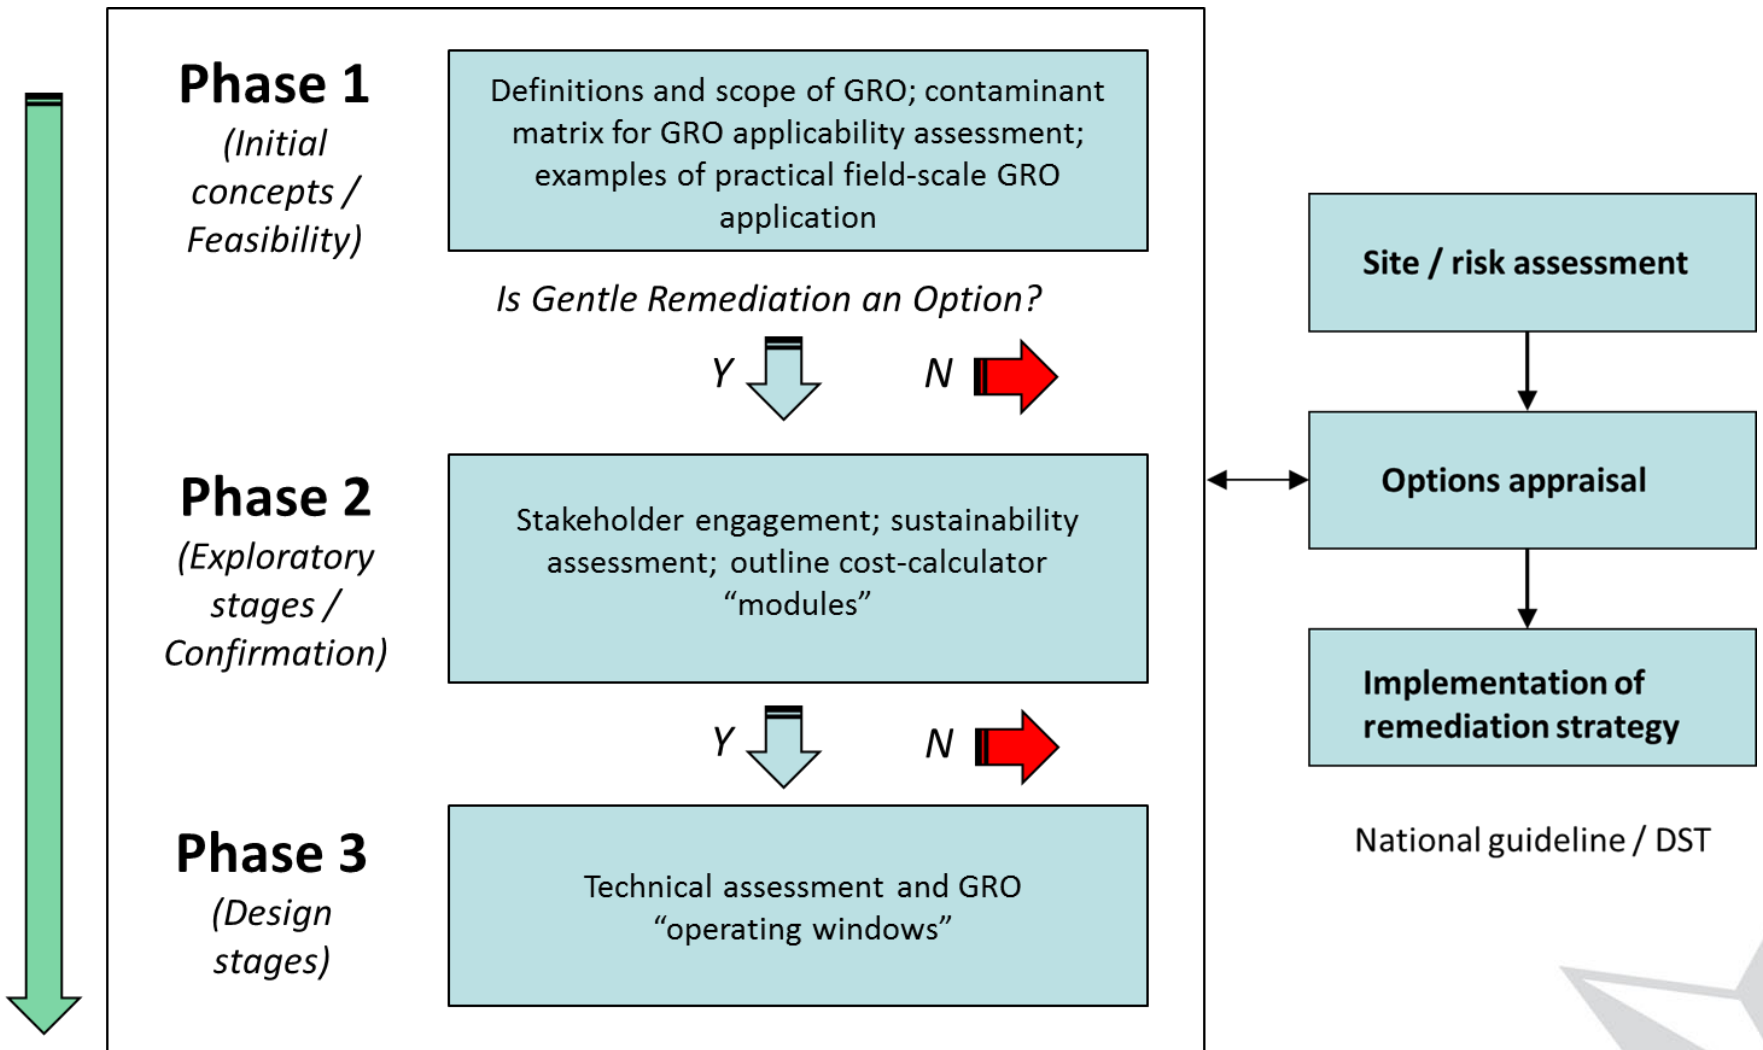 Phase 1
(Initial
concepts /
Feasibility)
Definitions and scope of GRO; contaminant
matrix for GRO applicability assessment;
examples of practical field-scale GRO
application
Is Gentle Remediation an Option?
Y
N
Phase 2
(Exploratory
stages /
Confirmation)
Stakeholder engagement; sustainability
assessment; outline cost-calculator
“modules”
Y
N
Phase 3
(Design
stages)
Technical assessment and GRO
“operating windows”
Site / risk assessment
Options appraisal
Implementation of
remediation strategy
National guideline / DST